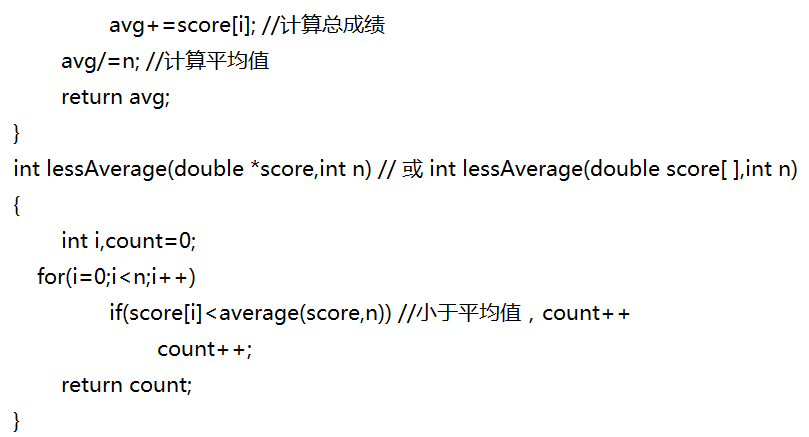 avg+=score[i]; //计算总成绩
avg/=n; //计算平均值
return avg;
}
int lessAverage(double *score,int n) // 或 int lessAverage(double score[ ],int n)
{
int i,count=0;
for(i=0;i<n;i++)
if(score[i]<average(score,n)) //小于平均值，count++
count++;
return count;
}